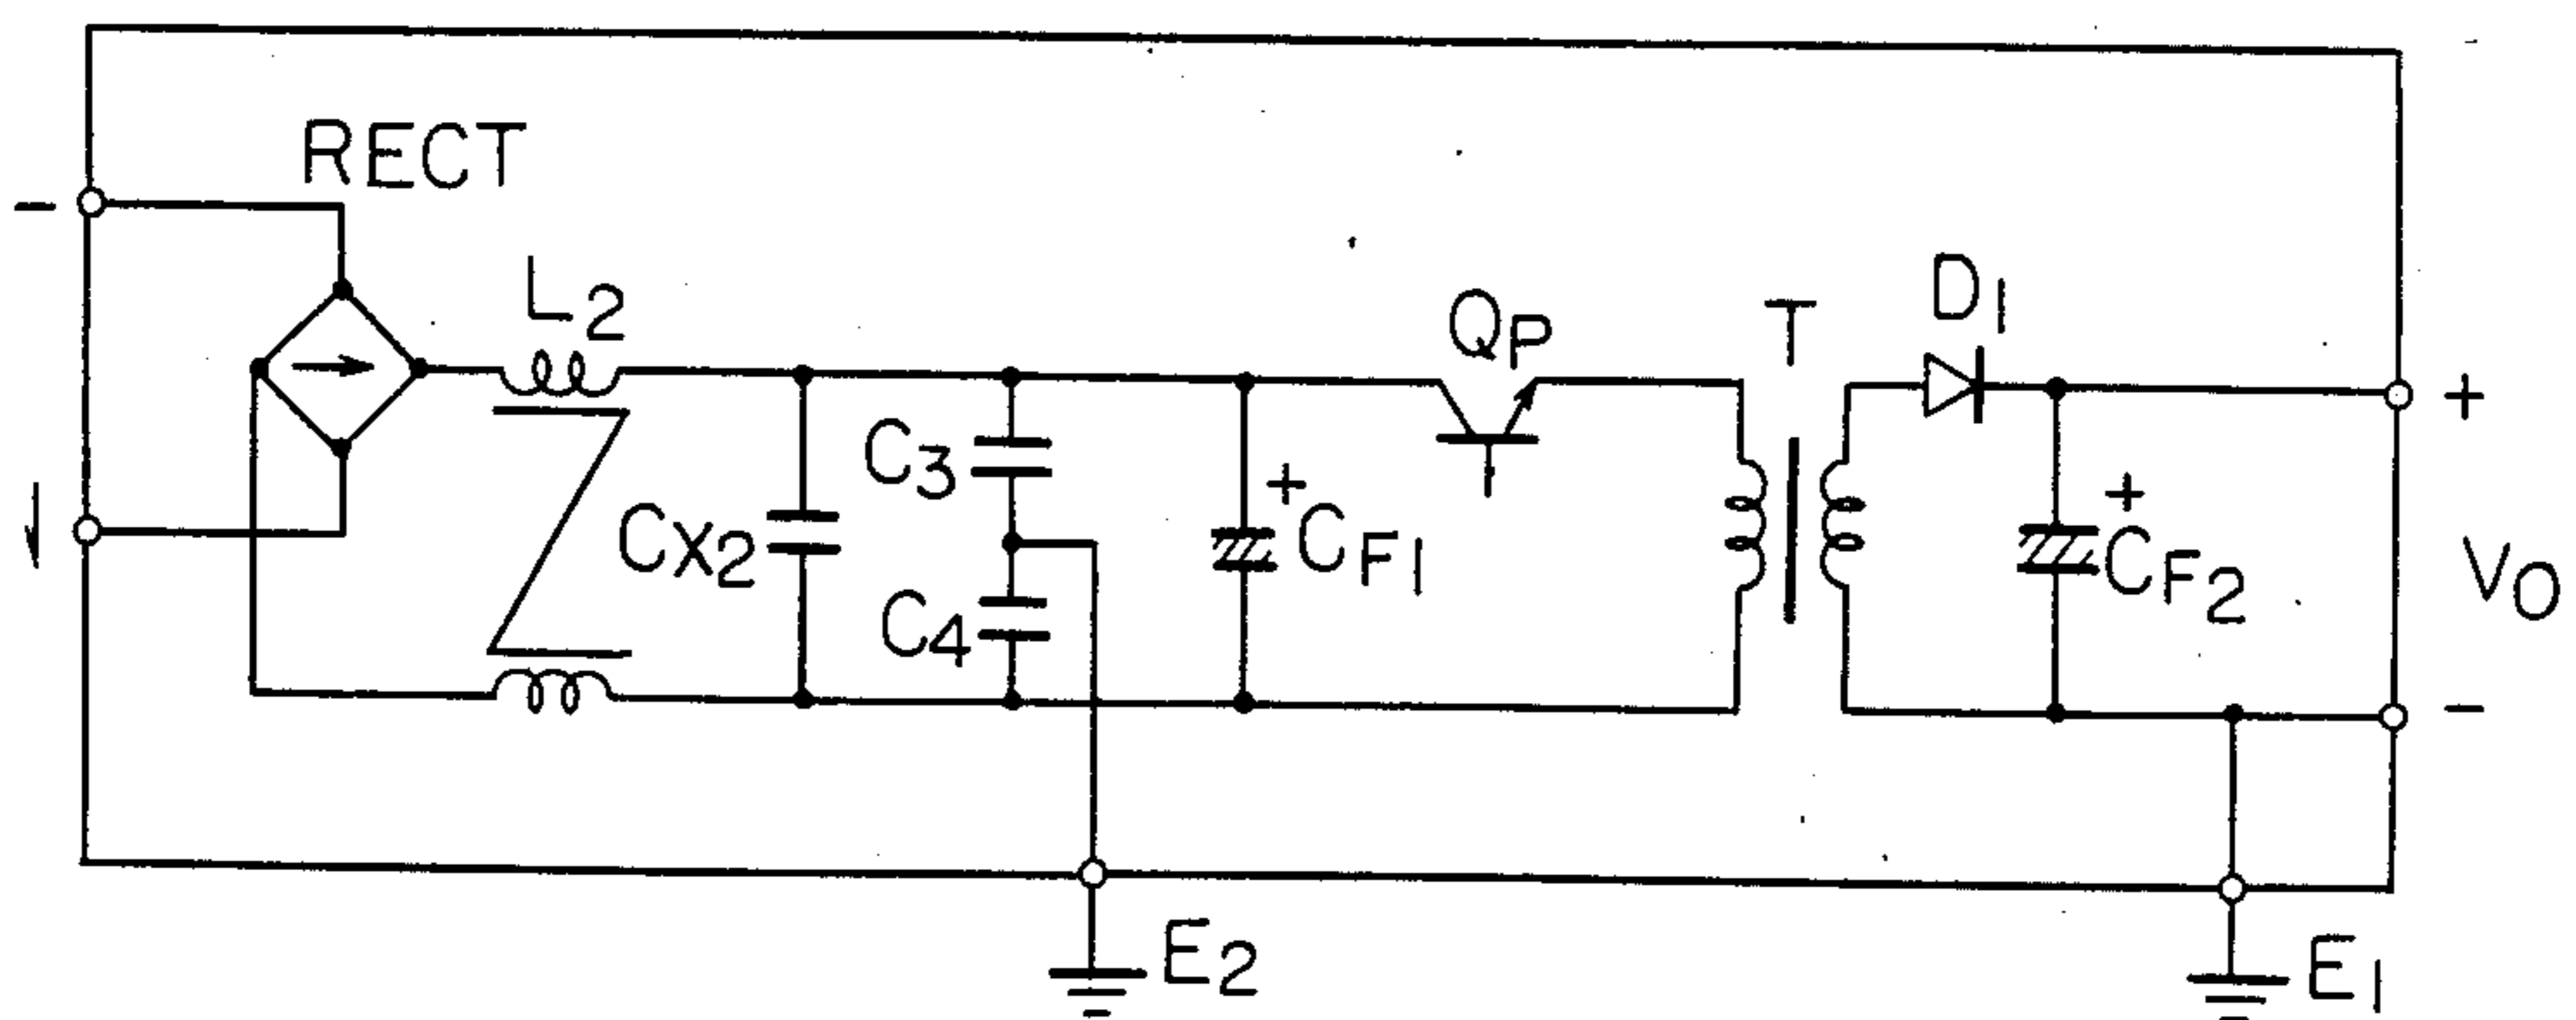 RECT
-
L2
QP
T
D1
+
C3
+
CF1
+
CF2
CX2
C4
VO
-
E2
E1